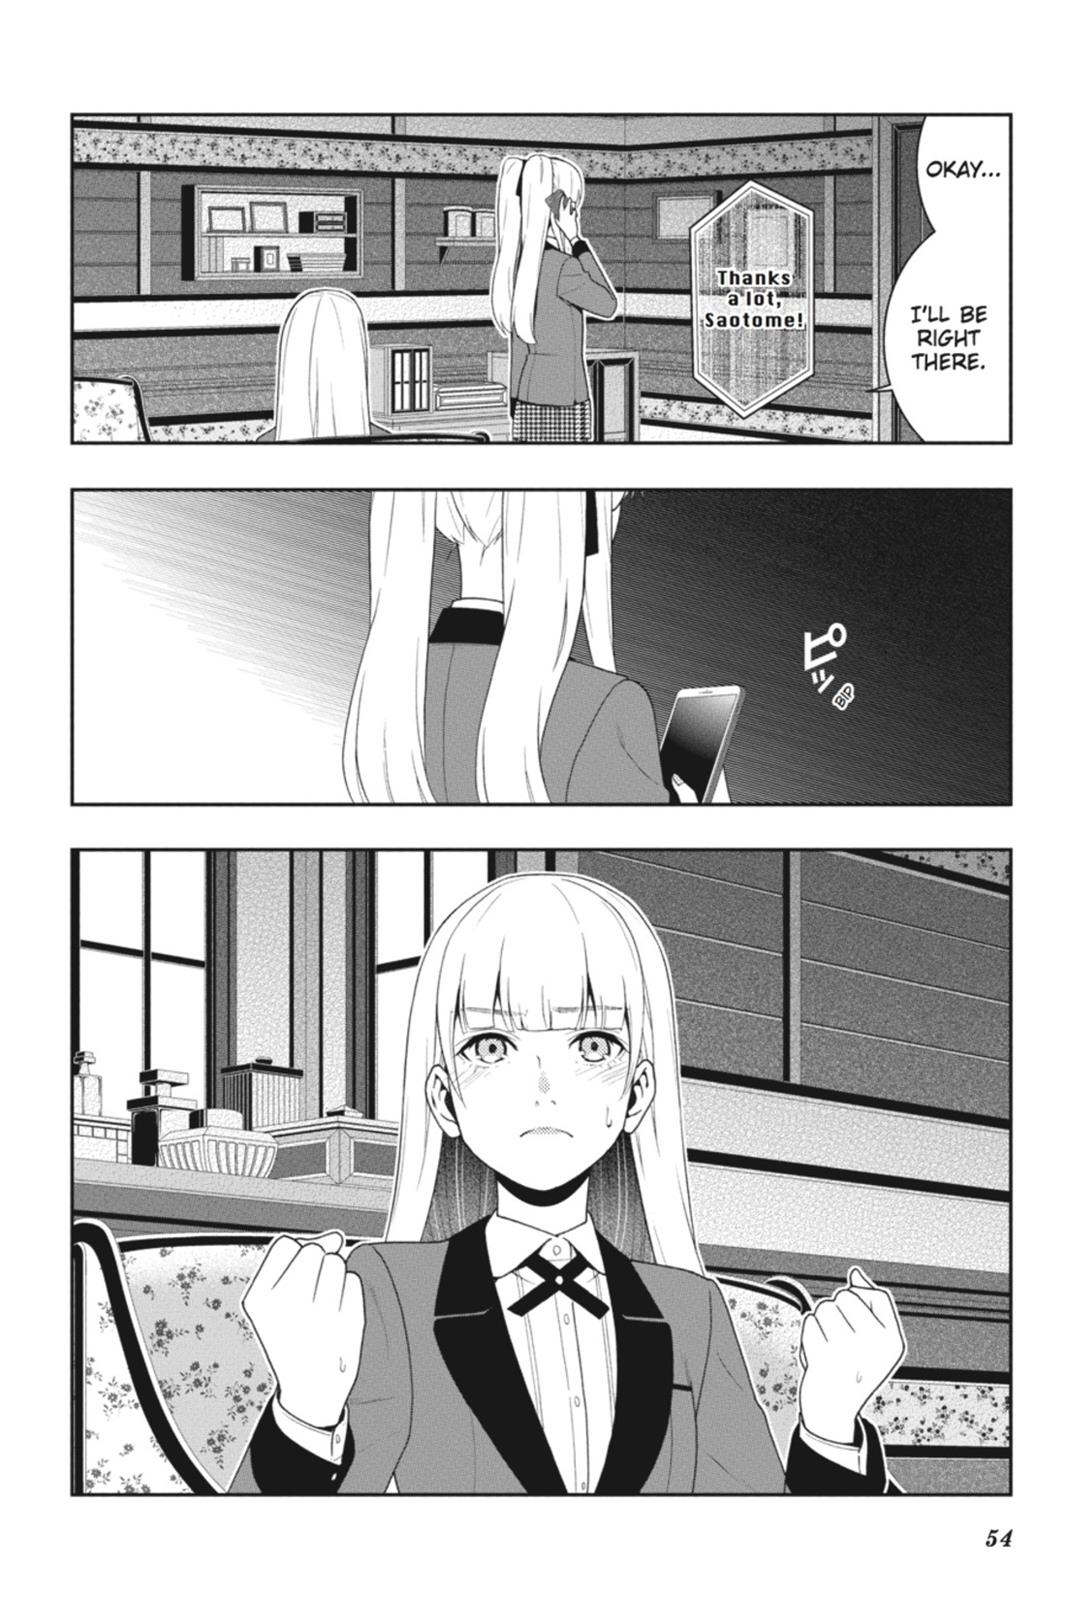 OKAY...
I'LL BE
RIGHT
THERE.
Thanks
a lot,
Saotome!
ピッ
BIP
54